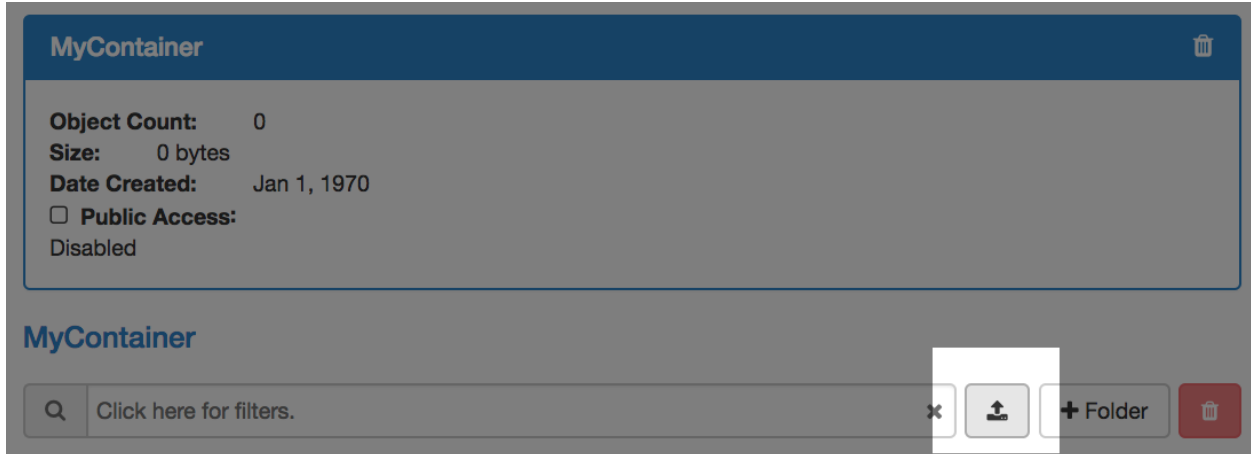 MyContainer
Object Count: 0
Size: 0 bytes
Date Created: Jan 1, 1970
Public Access:
Disabled
MyContainer
Click here for filters. + Folder